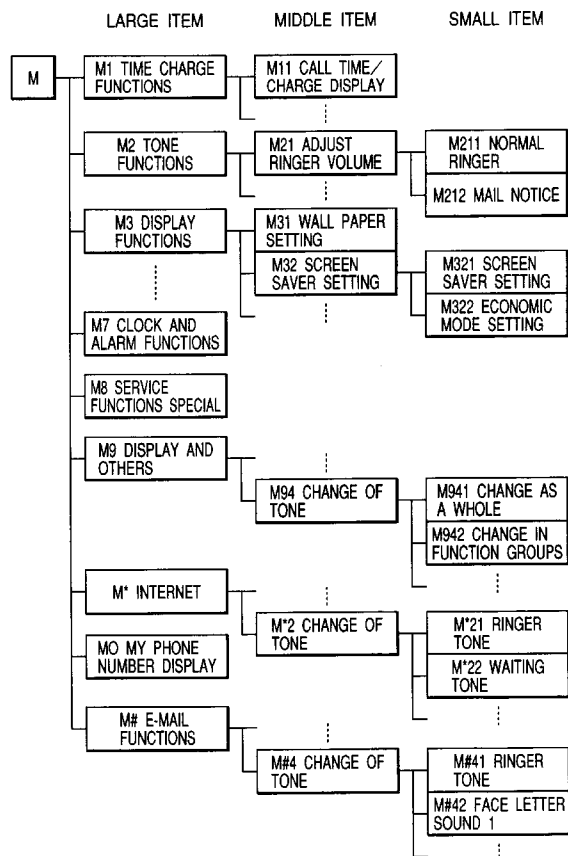 LARGE ITEM
MIDDLE ITEM
SMALL ITEM
M
M1 TIME CHARGE
FUNCTIONS
M11 CALL TIME/
CHARGE DISPLAY
M2 TONE
FUNCTIONS
M21 ADJUST
RINGER VOLUME
M211 NORMAL
RINGER
M212 MAIL NOTICE
M3 DISPLAY
FUNCTIONS
M31 WALL PAPER
SETTING
M32 SCREEN
SAVER SETTING
M321 SCREEN
SAVER SETTING
M322 ECONOMIC
MODE SETTING
M7 CLOCK AND
ALARM FUNCTIONS
M8 SERVICE
FUNCTIONS SPECIAL
M9 DISPLAY AND
OTHERS
M94 CHANGE OF
TONE
M941 CHANGE AS
A WHOLE
M942 CHANGE IN
FUNCTION GROUPS
M* INTERNET
M*2 CHANGE OF
TONE
M*21 RINGER
TONE
M*22 WAITING
TONE
MO MY PHONE
NUMBER DISPLAY
M# E-MAIL
FUNCTIONS
M#4 CHANGE OF
TONE
M#41 RINGER
TONE
M#42 FACE LETTER
SOUND 1